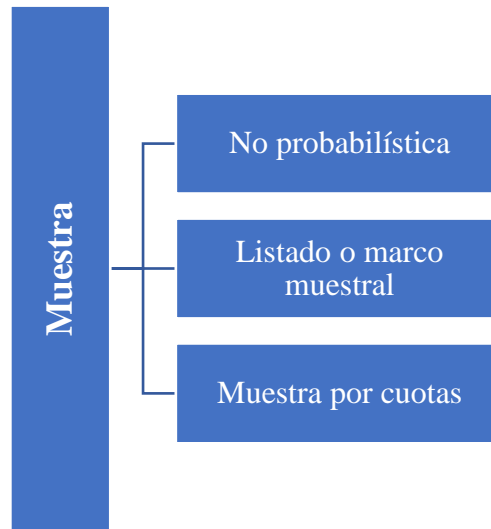 Muestra
No probabilística
Listado o marco
muestral
Muestra por cuotas